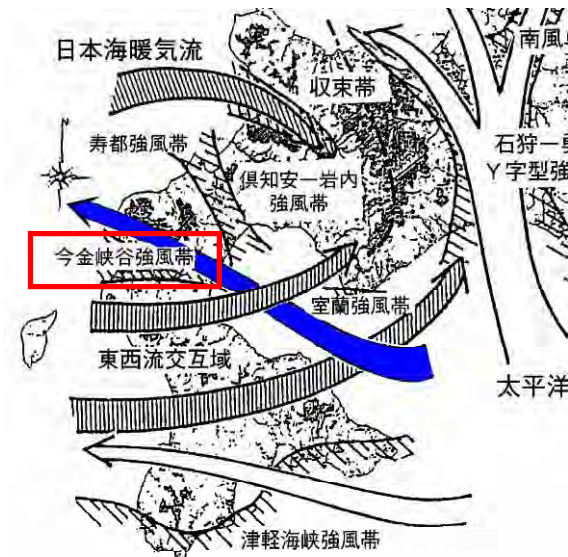 日本海暖気流
収束帯
南風
寿都強風帯
石狩一
Y字型強
倶知安一岩内
強風帯
今金峡谷強風帯
室蘭強風帯
東西流交互域
太平洋
津軽海峡強風帯